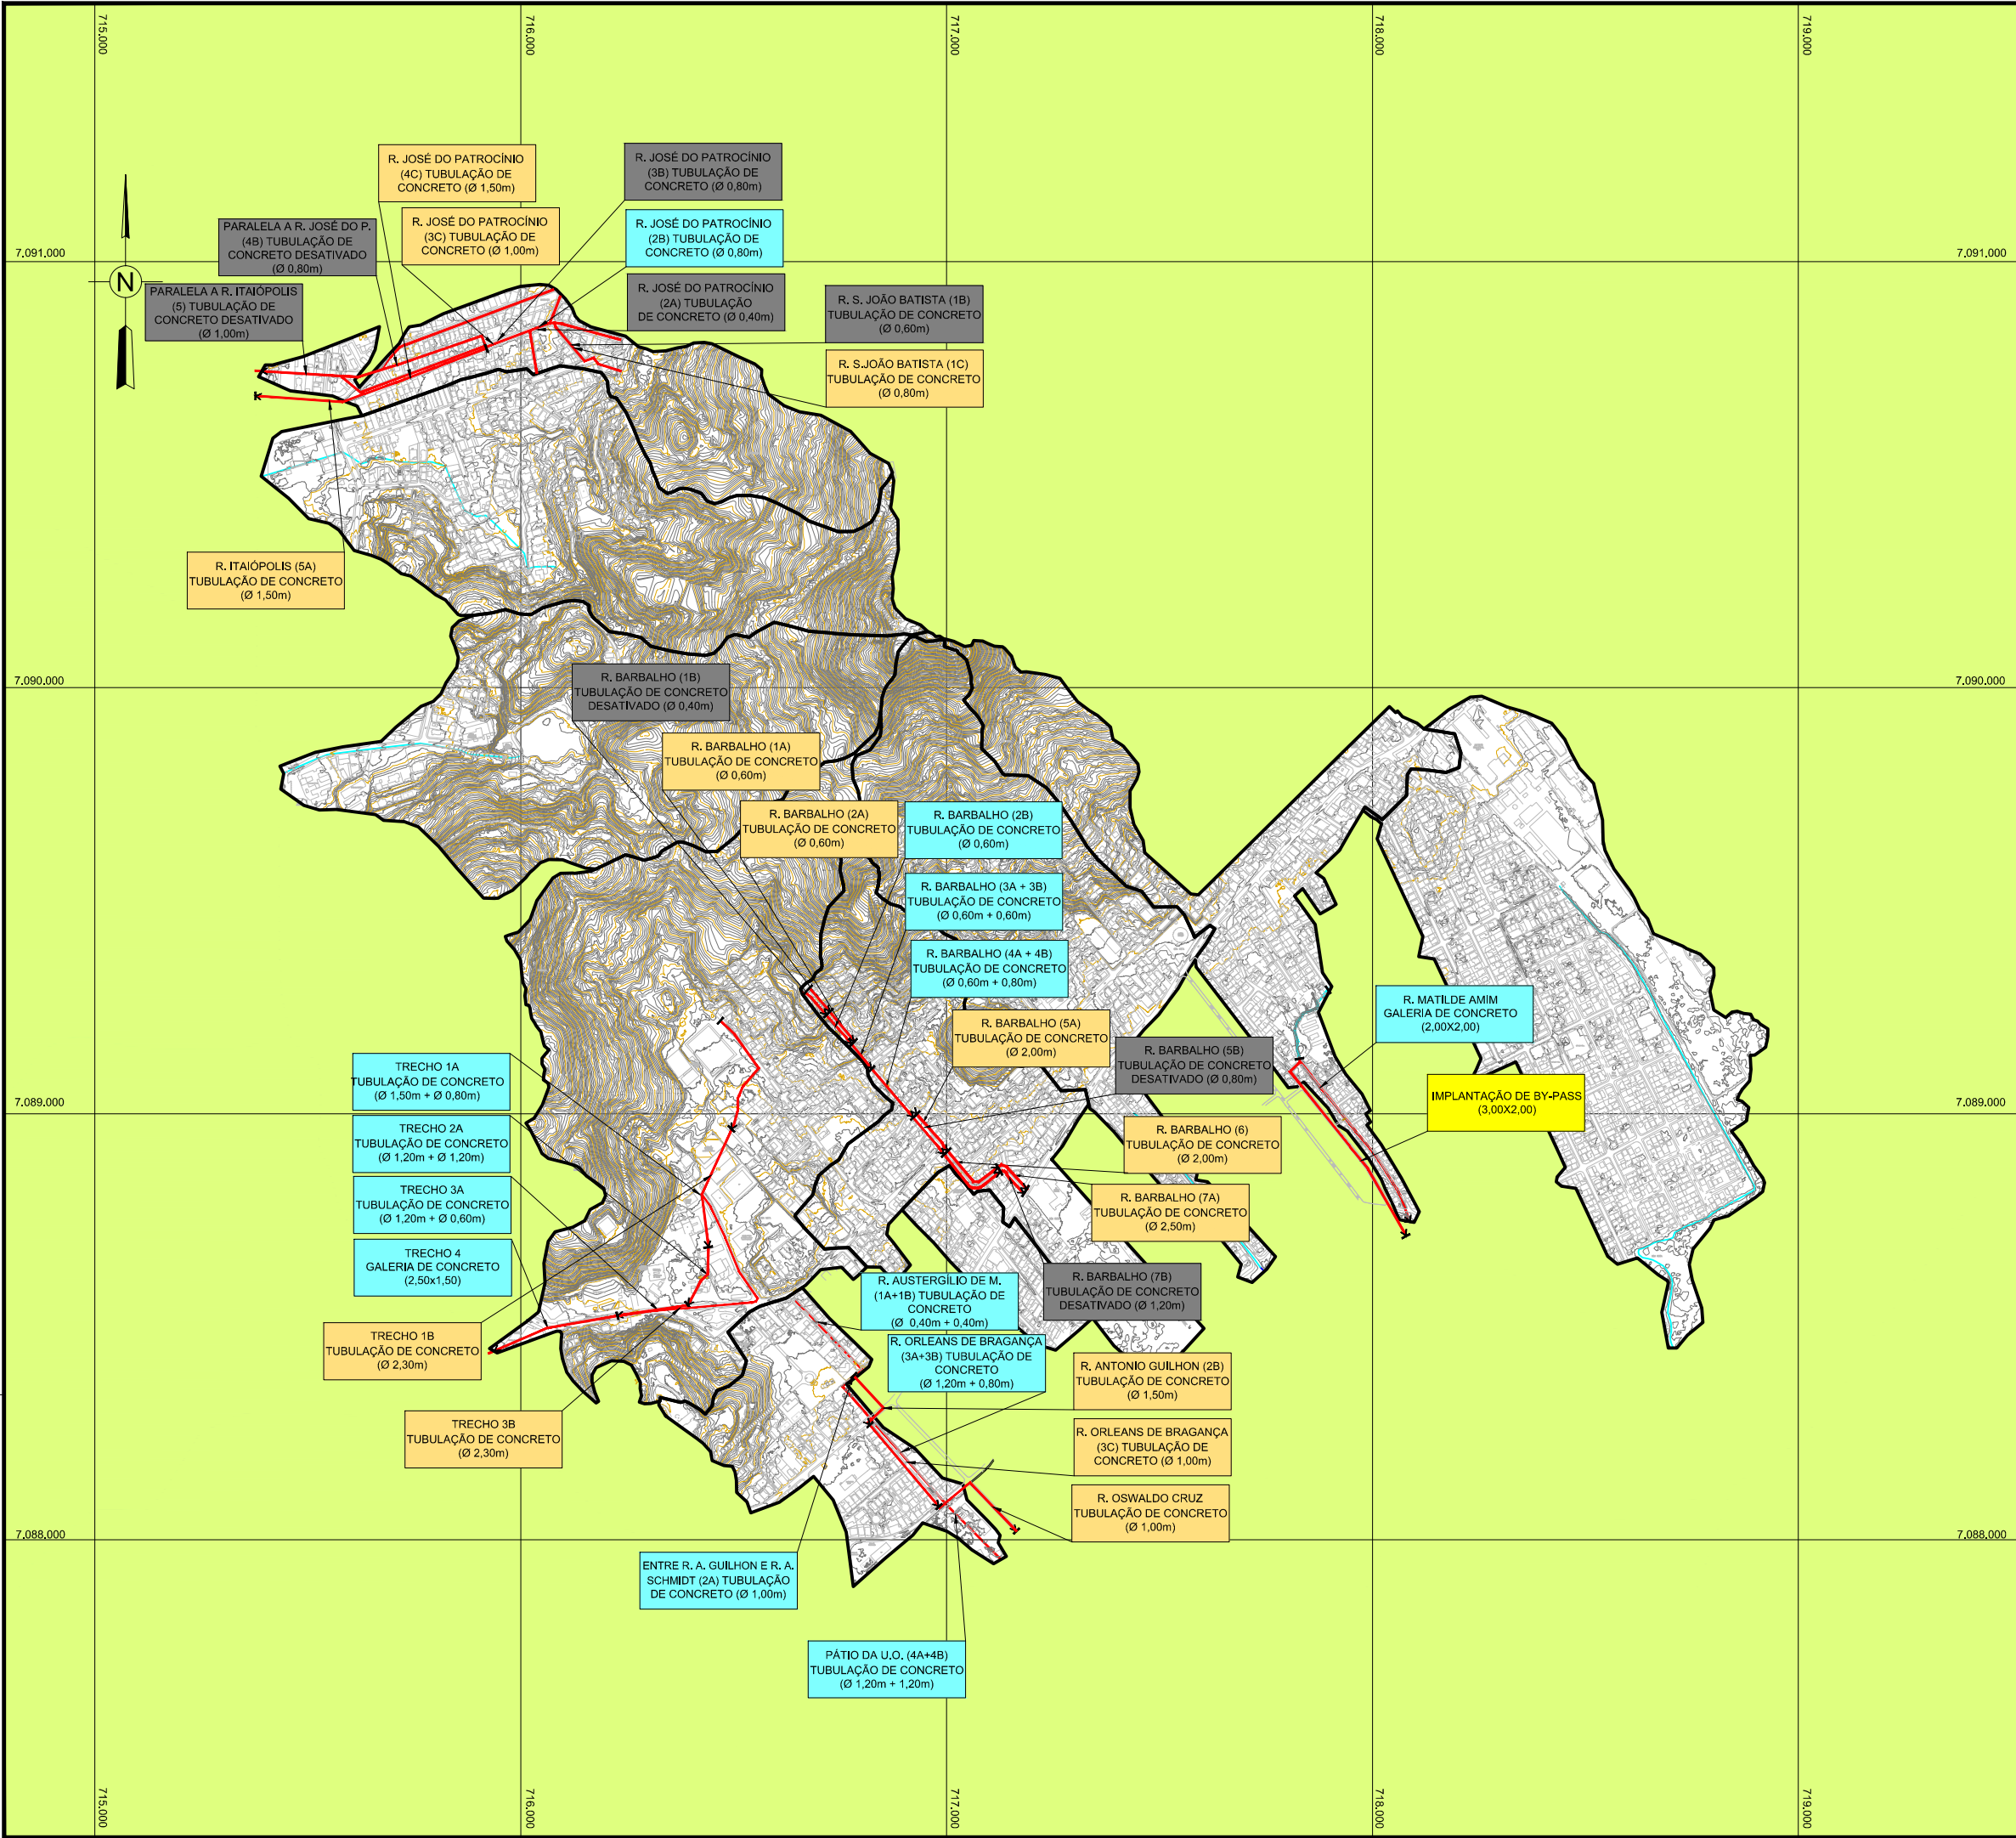 715.000
716.000
717.000
718.000
719.000
R. JOSÉ DO PATROCÍNIO
(4C) TUBULAÇÃO DE
CONCRETO (Ø 1,50m)
R. JOSÉ DO PATROCÍNIO
(3B) TUBULAÇÃO DE
CONCRETO (Ø 0,80m)
PARALELA A R. JOSÉ DO P.
(4B) TUBULAÇÃO DE
CONCRETO DESATIVADO
(Ø 0,80m)
R. JOSÉ DO PATROCÍNIO
(3C) TUBULAÇÃO DE
CONCRETO (Ø 1,00m)
R. JOSÉ DO PATROCÍNIO
(2B) TUBULAÇÃO DE
CONCRETO (Ø 0,80m)
7.091.000
7.091.000
N
PARALELA A R. ITAIÓPOLIS
(5) TUBULAÇÃO DE
CONCRETO DESATIVADO
(Ø 1,00m)
R. JOSÉ DO PATROCÍNIO
(2A) TUBULAÇÃO
DE CONCRETO (Ø 0,40m)
R. S. JOÃO BATISTA (1B)
TUBULAÇÃO DE CONCRETO
(Ø 0,60m)
R. S.JOÃO BATISTA (1C)
TUBULAÇÃO DE CONCRETO
(Ø 0,80m)
R. ITAIÓPOLIS (5A)
TUBULAÇÃO DE CONCRETO
(Ø 1,50m)
7.090.000
7.090.000
R. BARBALHO (1B)
TUBULAÇÃO DE CONCRETO
DESATIVADO (Ø 0,40m)
R. BARBALHO (1A)
TUBULAÇÃO DE CONCRETO
(Ø 0,60m)
R. BARBALHO (2A)
TUBULAÇÃO DE CONCRETO
(Ø 0,60m)
R. BARBALHO (2B)
TUBULAÇÃO DE CONCRETO
(Ø 0,60m)
R. BARBALHO (3A + 3B)
TUBULAÇÃO DE CONCRETO
(Ø 0,60m + 0,60m)
R. BARBALHO (4A + 4B)
TUBULAÇÃO DE CONCRETO
(Ø 0,60m + 0,80m)
R. MATILDE AMIM
GALERIA DE CONCRETO
(2,00X2,00)
R. BARBALHO (5A)
TUBULAÇÃO DE CONCRETO
(Ø 2,00m)
R. BARBALHO (5B)
TUBULAÇÃO DE CONCRETO
DESATIVADO (Ø 0,80m)
TRECHO 1A
TUBULAÇÃO DE CONCRETO
(Ø 1,50m + Ø 0,80m)
IMPLANTAÇÃO DE BY-PASS
(3,00X2,00)
7.089.000
7.089.000
TRECHO 2A
TUBULAÇÃO DE CONCRETO
(Ø 1,20m + Ø 1,20m)
R. BARBALHO (6)
TUBULAÇÃO DE CONCRETO
(Ø 2,00m)
TRECHO 3A
TUBULAÇÃO DE CONCRETO
(Ø 1,20m + Ø 0,60m)
R. BARBALHO (7A)
TUBULAÇÃO DE CONCRETO
(Ø 2,50m)
TRECHO 4
GALERIA DE CONCRETO
(2,50x1,50)
R. AUSTERGÍLIO DE M.
(1A+1B) TUBULAÇÃO DE
CONCRETO
(Ø 0,40m + 0,40m)
R. BARBALHO (7B)
TUBULAÇÃO DE CONCRETO
DESATIVADO (Ø 1,20m)
TRECHO 1B
TUBULAÇÃO DE CONCRETO
(Ø 2,30m)
R. ORLEANS DE BRAGANÇA
(3A+3B) TUBULAÇÃO DE
CONCRETO
(Ø 1,20m + 0,80m)
R. ANTONIO GUILHON (2B)
TUBULAÇÃO DE CONCRETO
(Ø 1,50m)
TRECHO 3B
TUBULAÇÃO DE CONCRETO
(Ø 2,30m)
R. ORLEANS DE BRAGANÇA
(3C) TUBULAÇÃO DE
CONCRETO (Ø 1,00m)
R. OSWALDO CRUZ
TUBULAÇÃO DE CONCRETO
(Ø 1,00m)
7.088.000
7.088.000
ENTRE R. A. GUILHON E R. A.
SCHMIDT (2A) TUBULAÇÃO
DE CONCRETO (Ø 1,00m)
PÁTIO DA U.O. (4A+4B)
TUBULAÇÃO DE CONCRETO
(Ø 1,20m + 1,20m)
715.000
716.000
717.000
718.000
719.000